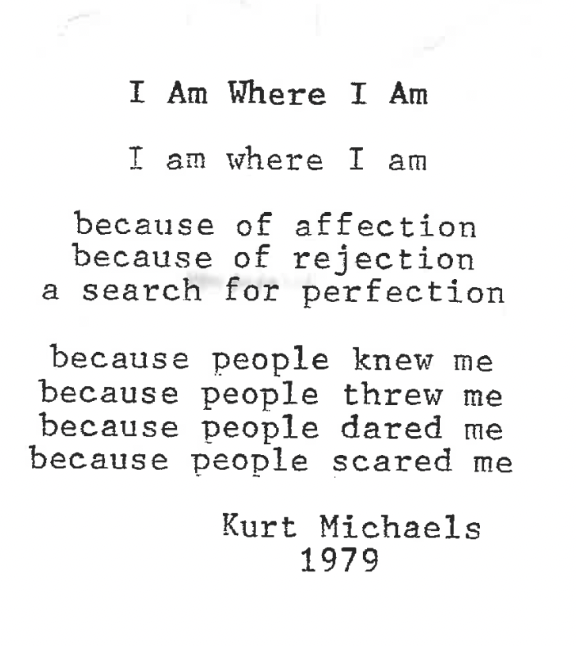 I Am Where I Am
I am where I am
because of affection
because of rejection
a search for perfection
because people knew me
because people threw me
because people dared me
because people scared me
Kurt Michaels
1979